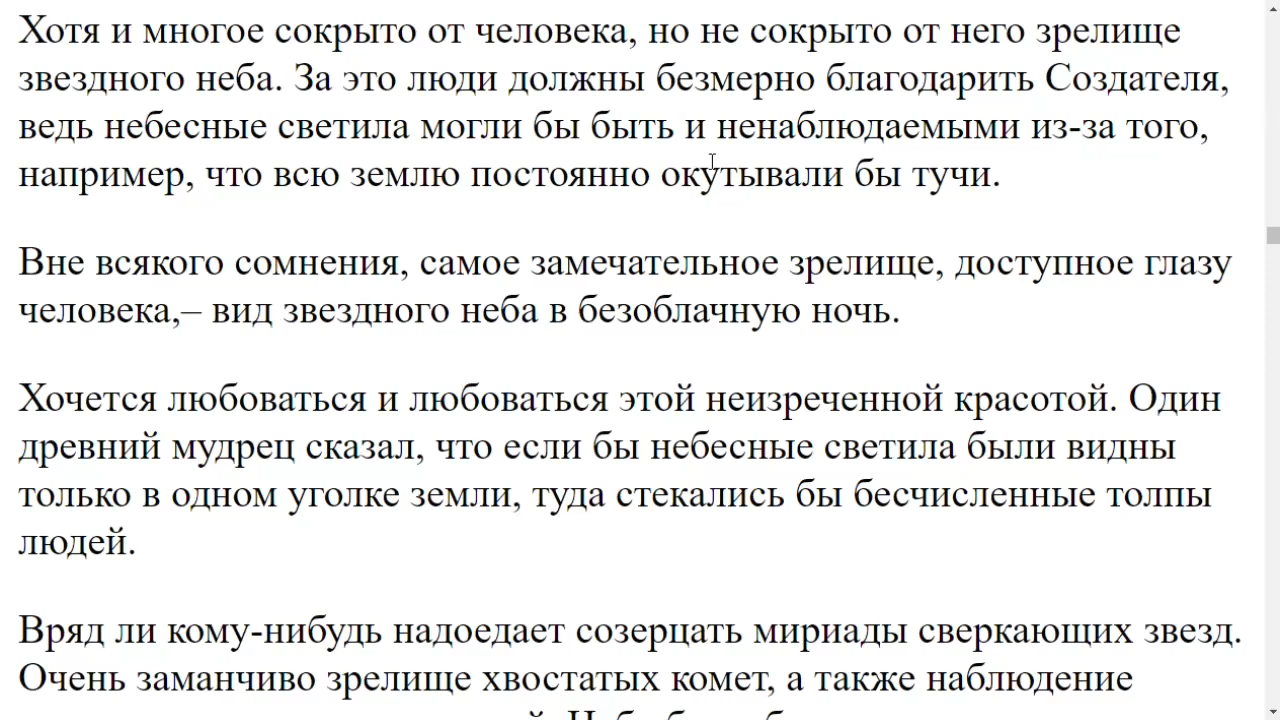 Хотя и многое сокрыто от человека, но не сокрыто от него зрелище
звездного неба. За это люди должны безмерно благодарить Создателя,
ведь небесные светила могли бы быть и ненаблюдаемыми из-за того,
например, что всю землю постоянно окутывали бы тучи.
Вне всякого сомнения, самое замечательное зрелище, доступное глазу
человека,– вид звездного неба в безоблачную ночь.
Хочется любоваться и любоваться этой неизреченной красотой. Один
древний мудрец сказал, что если бы небесные светила были видны
только в одном уголке земли, туда стекались бы бесчисленные толпы
людей.
Вряд ли кому-нибудь надоедает созерцать мириады сверкающих звезд.
Очень заманчиво зрелище хвостатых комет, а также наблюдение